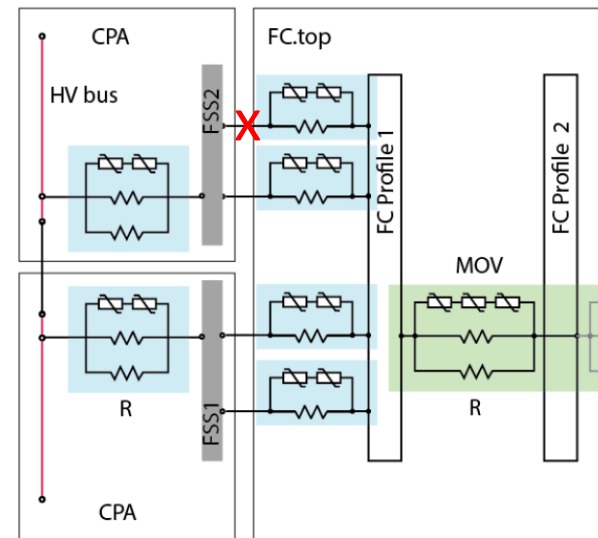 CPA
FC.top
HV bus
FSS2
X
FC Profile 1
FC Profile 2
MOV
R
R
FSS1
CPA